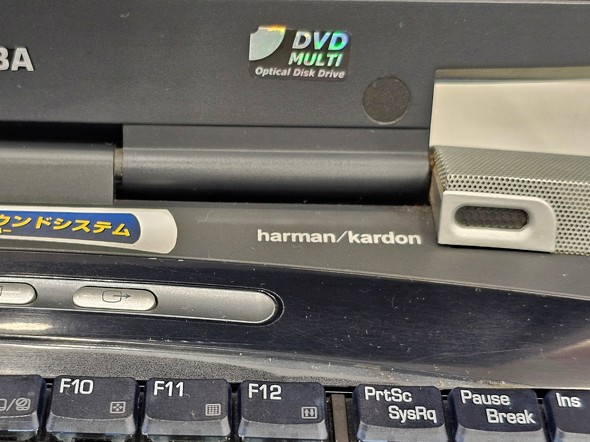 BA
DVD
MULTI
Optical Disk Drive
ウンドシステム
harman/kardon
F10
F11
F12
PrtSc
SysRq
Pause
Break
Ins